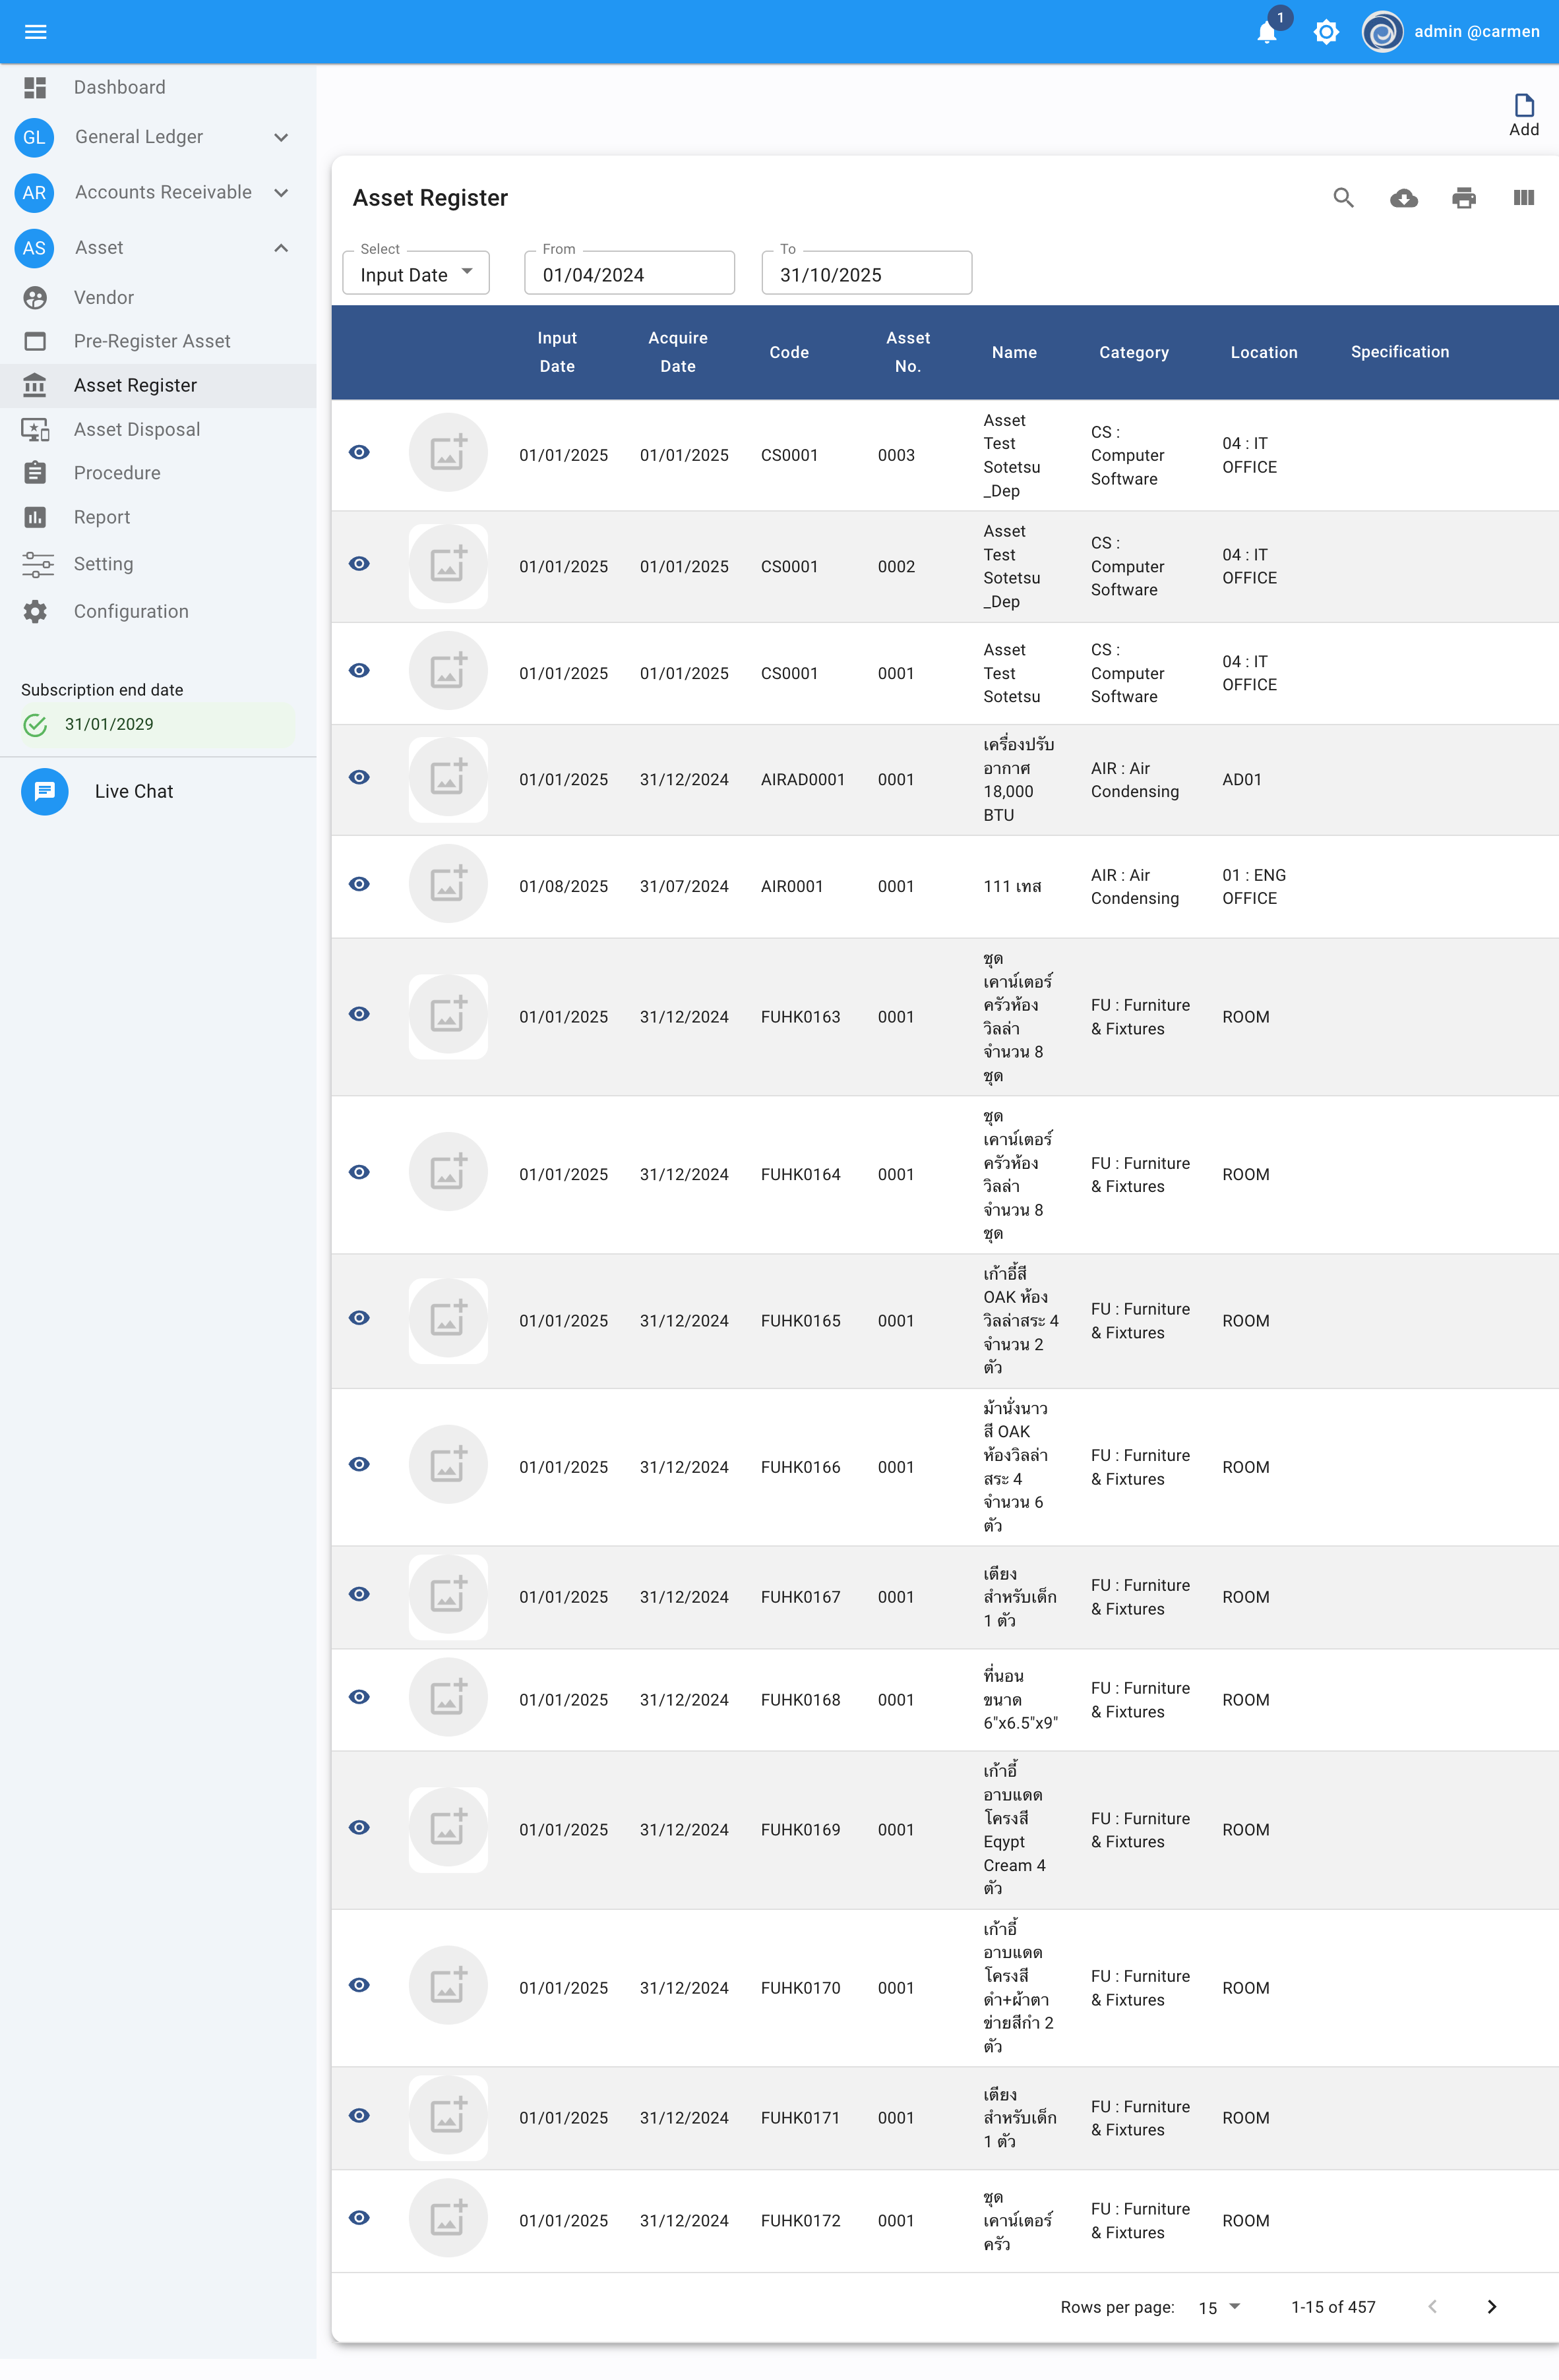 1
admin @carmen
Dashboard
GL General Ledger
AR Accounts Receivable
AS Asset
Vendor
Pre-Register Asset
Asset Register
Asset Disposal
Procedure
Report
Setting
Configuration
Subscription end date
31/01/2029
Live Chat
Add
Asset Register
Select
Input Date
From
01/04/2024
To
31/10/2025
Input
Date
Acquire
Date
Code
Asset
No.
Name
Category
Location
Specification
01/01/2025
01/01/2025
CS0001
0003
Asset
Test
Sotetsu
_Dep
CS :
Computer
Software
04 : IT
OFFICE
01/01/2025
01/01/2025
CS0001
0002
Asset
Test
Sotetsu
_Dep
CS :
Computer
Software
04 : IT
OFFICE
01/01/2025
01/01/2025
CS0001
0001
Asset
Test
Sotetsu
CS :
Computer
Software
04 : IT
OFFICE
01/01/2025
31/12/2024
AIRAD0001
0001
เครื่องปรับ
อากาศ
18,000
BTU
AIR : Air
Condensing
AD01
01/08/2025
31/07/2024
AIR0001
0001
111 เทส
AIR : Air
Condensing
01 : ENG
OFFICE
01/01/2025
31/12/2024
FUHK0163
0001
ชุด
เคาน์เตอร์
ครัวห้อง
วิลล่า
จำนวน 8
ชุด
FU : Furniture
& Fixtures
ROOM
01/01/2025
31/12/2024
FUHK0164
0001
ชุด
เคาน์เตอร์
ครัวห้อง
วิลล่า
จำนวน 8
ชุด
FU : Furniture
& Fixtures
ROOM
01/01/2025
31/12/2024
FUHK0165
0001
เก้าอี้สี
OAK ห้อง
วิลล่าสระ 4
จำนวน 2
ตัว
FU : Furniture
& Fixtures
ROOM
01/01/2025
31/12/2024
FUHK0166
0001
ม้านั่งนาว
สี OAK
ห้องวิลล่า
สระ 4
จำนวน 6
ตัว
FU : Furniture
& Fixtures
ROOM
01/01/2025
31/12/2024
FUHK0167
0001
เตียง
สำหรับเด็ก
1 ตัว
FU : Furniture
& Fixtures
ROOM
01/01/2025
31/12/2024
FUHK0168
0001
ที่นอน
ขนาด
6"x6.5"x9"
FU : Furniture
& Fixtures
ROOM
01/01/2025
31/12/2024
FUHK0169
0001
เก้าอี้
อาบแดด
โครงสี
Eqypt
Cream 4
ตัว
FU : Furniture
& Fixtures
ROOM
01/01/2025
31/12/2024
FUHK0170
0001
เก้าอี้
อาบแดด
โครงสี
ดำ+ผ้าตา
ข่ายสีกำ 2
ตัว
FU : Furniture
& Fixtures
ROOM
01/01/2025
31/12/2024
FUHK0171
0001
เตียง
สำหรับเด็ก
1 ตัว
FU : Furniture
& Fixtures
ROOM
01/01/2025
31/12/2024
FUHK0172
0001
ชุด
เคาน์เตอร์
ครัว
FU : Furniture
& Fixtures
ROOM
Rows per page: 15 1-15 of 457